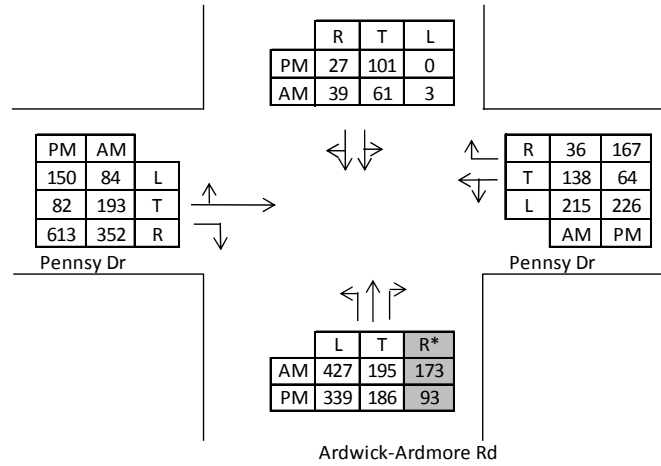 R T L
PM 27 101 0
AM 39 61 3
PM AM
150 84 L
82 193 T
613 352 R
Pennsy Dr
R 36 167
T 138 64
L 215 226
AM PM
Pennsy Dr
L T R*
AM 427 195 173
PM 339 186 93
Ardwick-Ardmore Rd